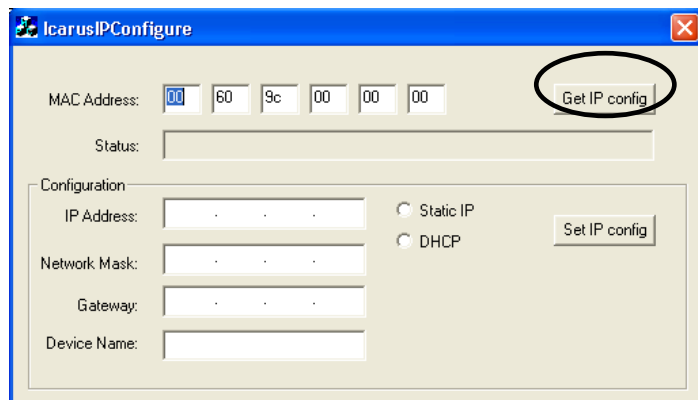 IcarusIPConfigure
MAC Address: 00 60 9c 00 00 00 Get IP config
Status:
Configuration
IP Address: . . . Static IP
DHCP
Set IP config
Network Mask: . . .
Gateway: . . .
Device Name: